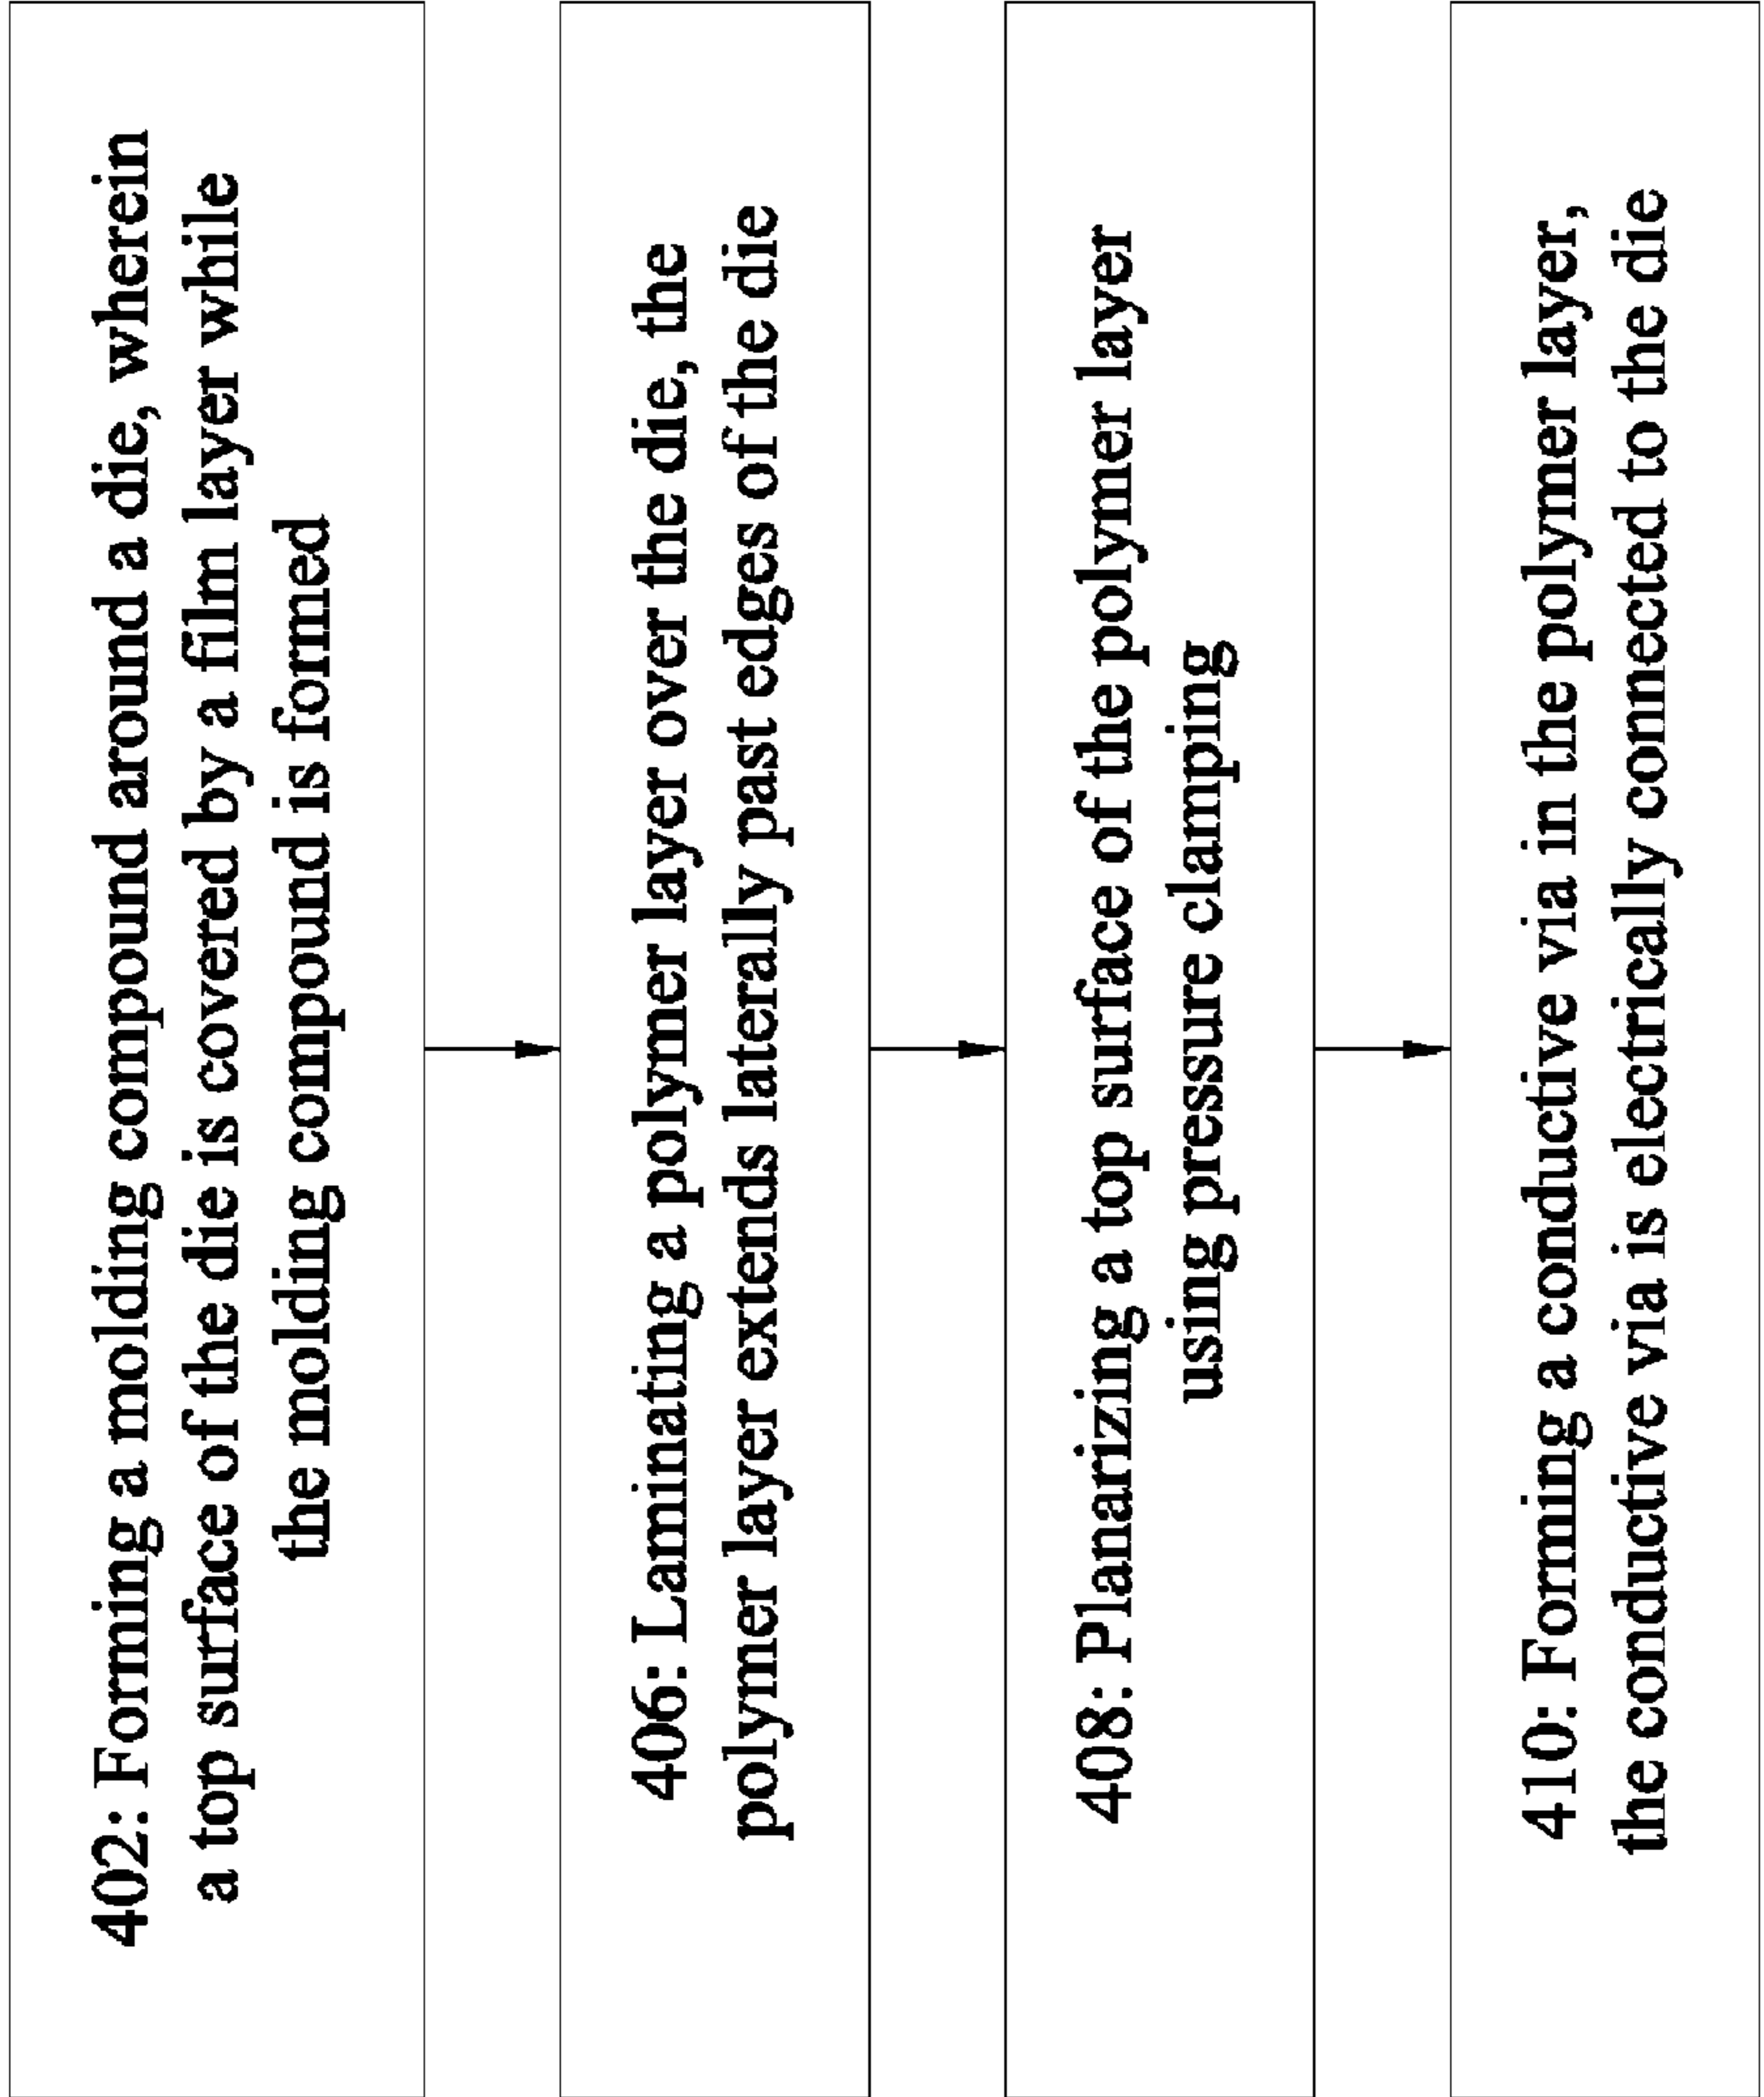 402: Forming a molding compound around a die, wherein
a top surface of the die is covered by a film layer while
the molding compound is formed
406: Laminating a polymer layer over the die, the
polymer layer extends laterally past edges of the die
408: Planarizing a top surface of the polymer layer
using pressure clamping
410: Forming a conductive via in the polymer layer,
the conductive via is electrically connected to the die